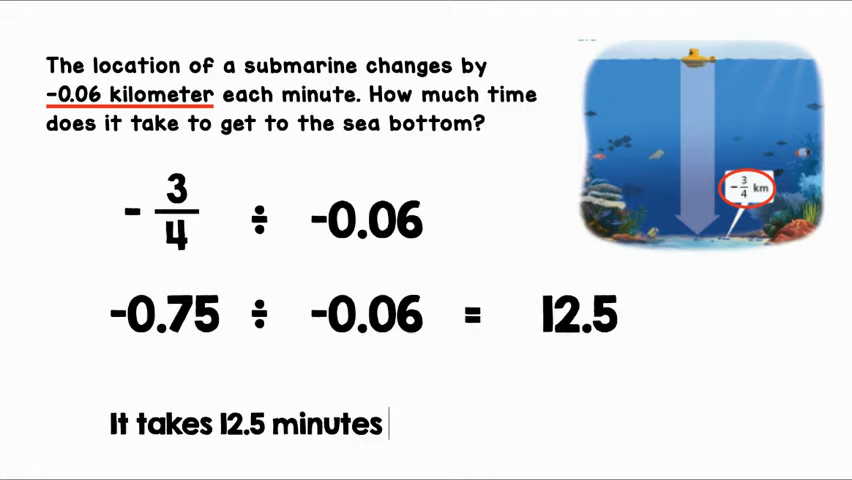 The location of a submarine changes by
-0.06 kilometer each minute. How much time
does it take to get to the sea bottom?
- 3/4 km
- 3/4 ÷ -0.06
-0.75 ÷ -0.06 = 12.5
It takes 12.5 minutes